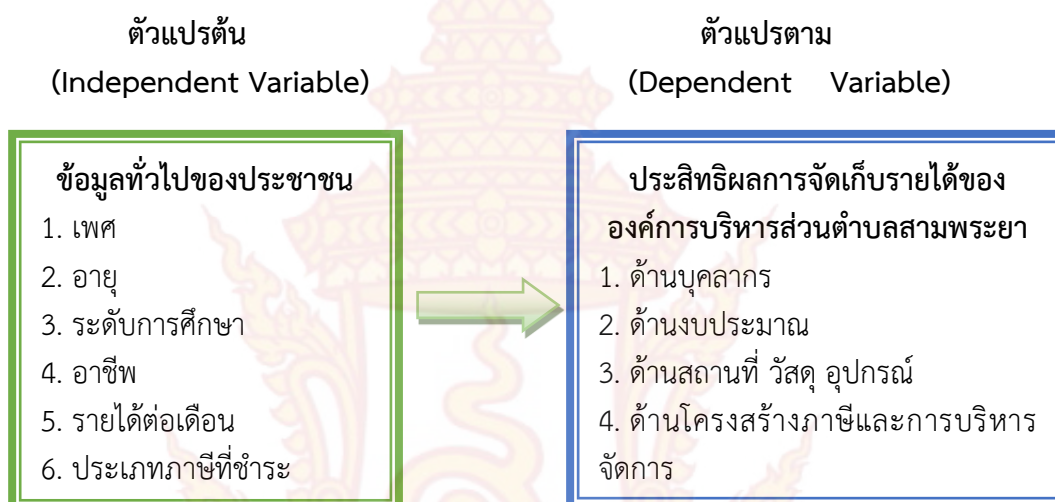 ตัวแปรต้น
(Independent Variable)
ข้อมูลทั่วไปของประชาชน
1. เพศ
2. อายุ
3. ระดับการศึกษา
4. อาชีพ
5. รายได้ต่อเดือน
6. ประเภทภาษีที่ชำระ
ตัวแปรตาม
(Dependent Variable)
ประสิทธิผลการจัดเก็บรายได้ของ
องค์การบริหารส่วนตำบลสามพระยา
1. ด้านบุคลากร
2. ด้านงบประมาณ
3. ด้านสถานที่ วัสดุ อุปกรณ์
4. ด้านโครงสร้างภาษีและการบริหาร
จัดการ